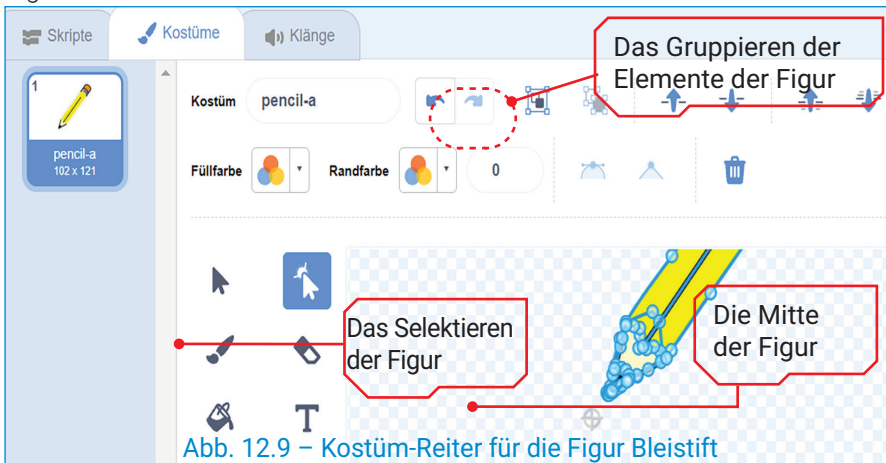 Skripte
Kostüme
Klänge
Das Gruppieren der
Elemente der Figur
1
pencil-a
102 x 121
Kostüm
pencil-a
Füllfarbe
Randfarbe
0
T
Das Selektieren
der Figur
Die Mitte
der Figur
Abb. 12.9 – Kostüm-Reiter für die Figur Bleistift